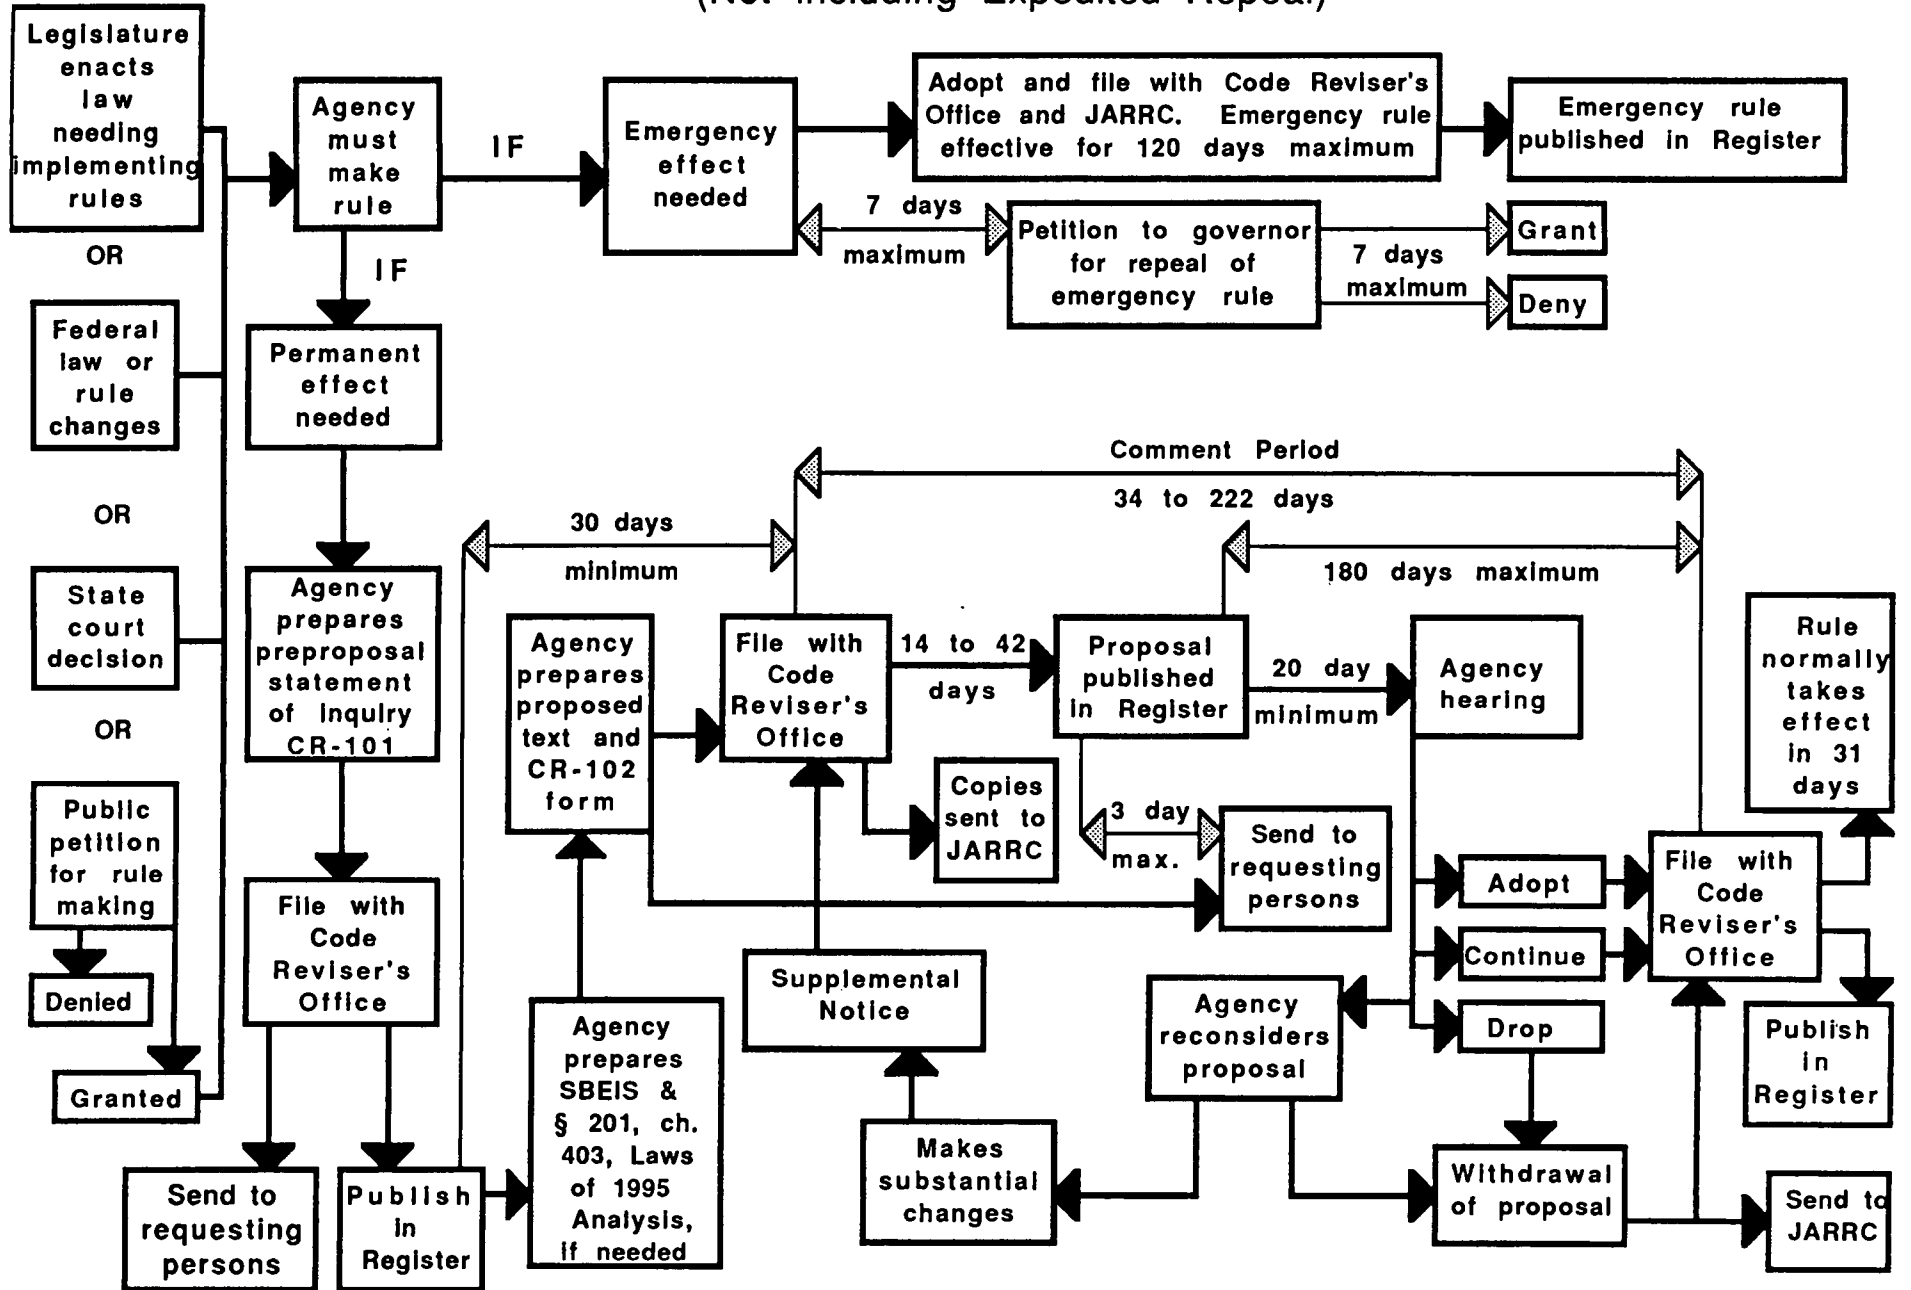 (Not Including Expedited Repeal)
Legislature
enacts
law
needing
implementing
rules
OR
Federal
law or
rule
changes
OR
State
court
decision
OR
Public
petition
for rule
making
Denied
Granted
Agency
must
make
rule
IF
IF
Emergency
effect
needed
Adopt and file with Code Reviser's
Office and JARRC. Emergency rule
effective for 120 days maximum
Emergency rule
published in Register
7 days
maximum
Petition to governor
for repeal of
emergency rule
7 days
maximum
Grant
Deny
Permanent
effect
needed
Agency
prepares
preproposal
statement
of Inquiry
CR-101
File with
Code
Reviser's
Office
Send to
requesting
persons
Publish
in
Register
30 days
minimum
Agency
prepares
SBEIS &
§ 201, ch.
403, Laws
of 1995
Analysis,
if needed
Agency
prepares
proposed
text and
CR-102
form
File with
Code
Reviser's
Office
Comment Period
34 to 222 days
180 days maximum
14 to 42
days
Proposal
published
in Register
20 day
minimum
Agency
hearing
Copies
sent to
JARRC
3 day
max.
Send to
requesting
persons
Supplemental
Notice
Makes
substantial
changes
Agency
reconsiders
proposal
Adopt
Continue
Drop
Withdrawal
of proposal
File with
Code
Reviser's
Office
Rule
normally
takes
effect
in 31
days
Publish
in
Register
Send to
JARRC